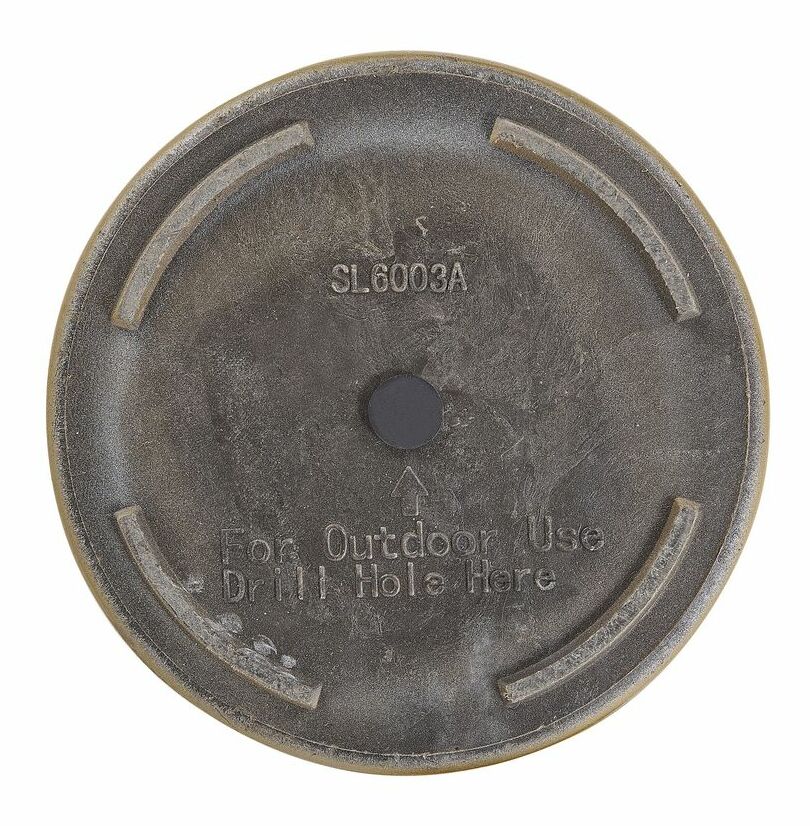 SL6003A
For Outdoor Use
Drill Hole Here